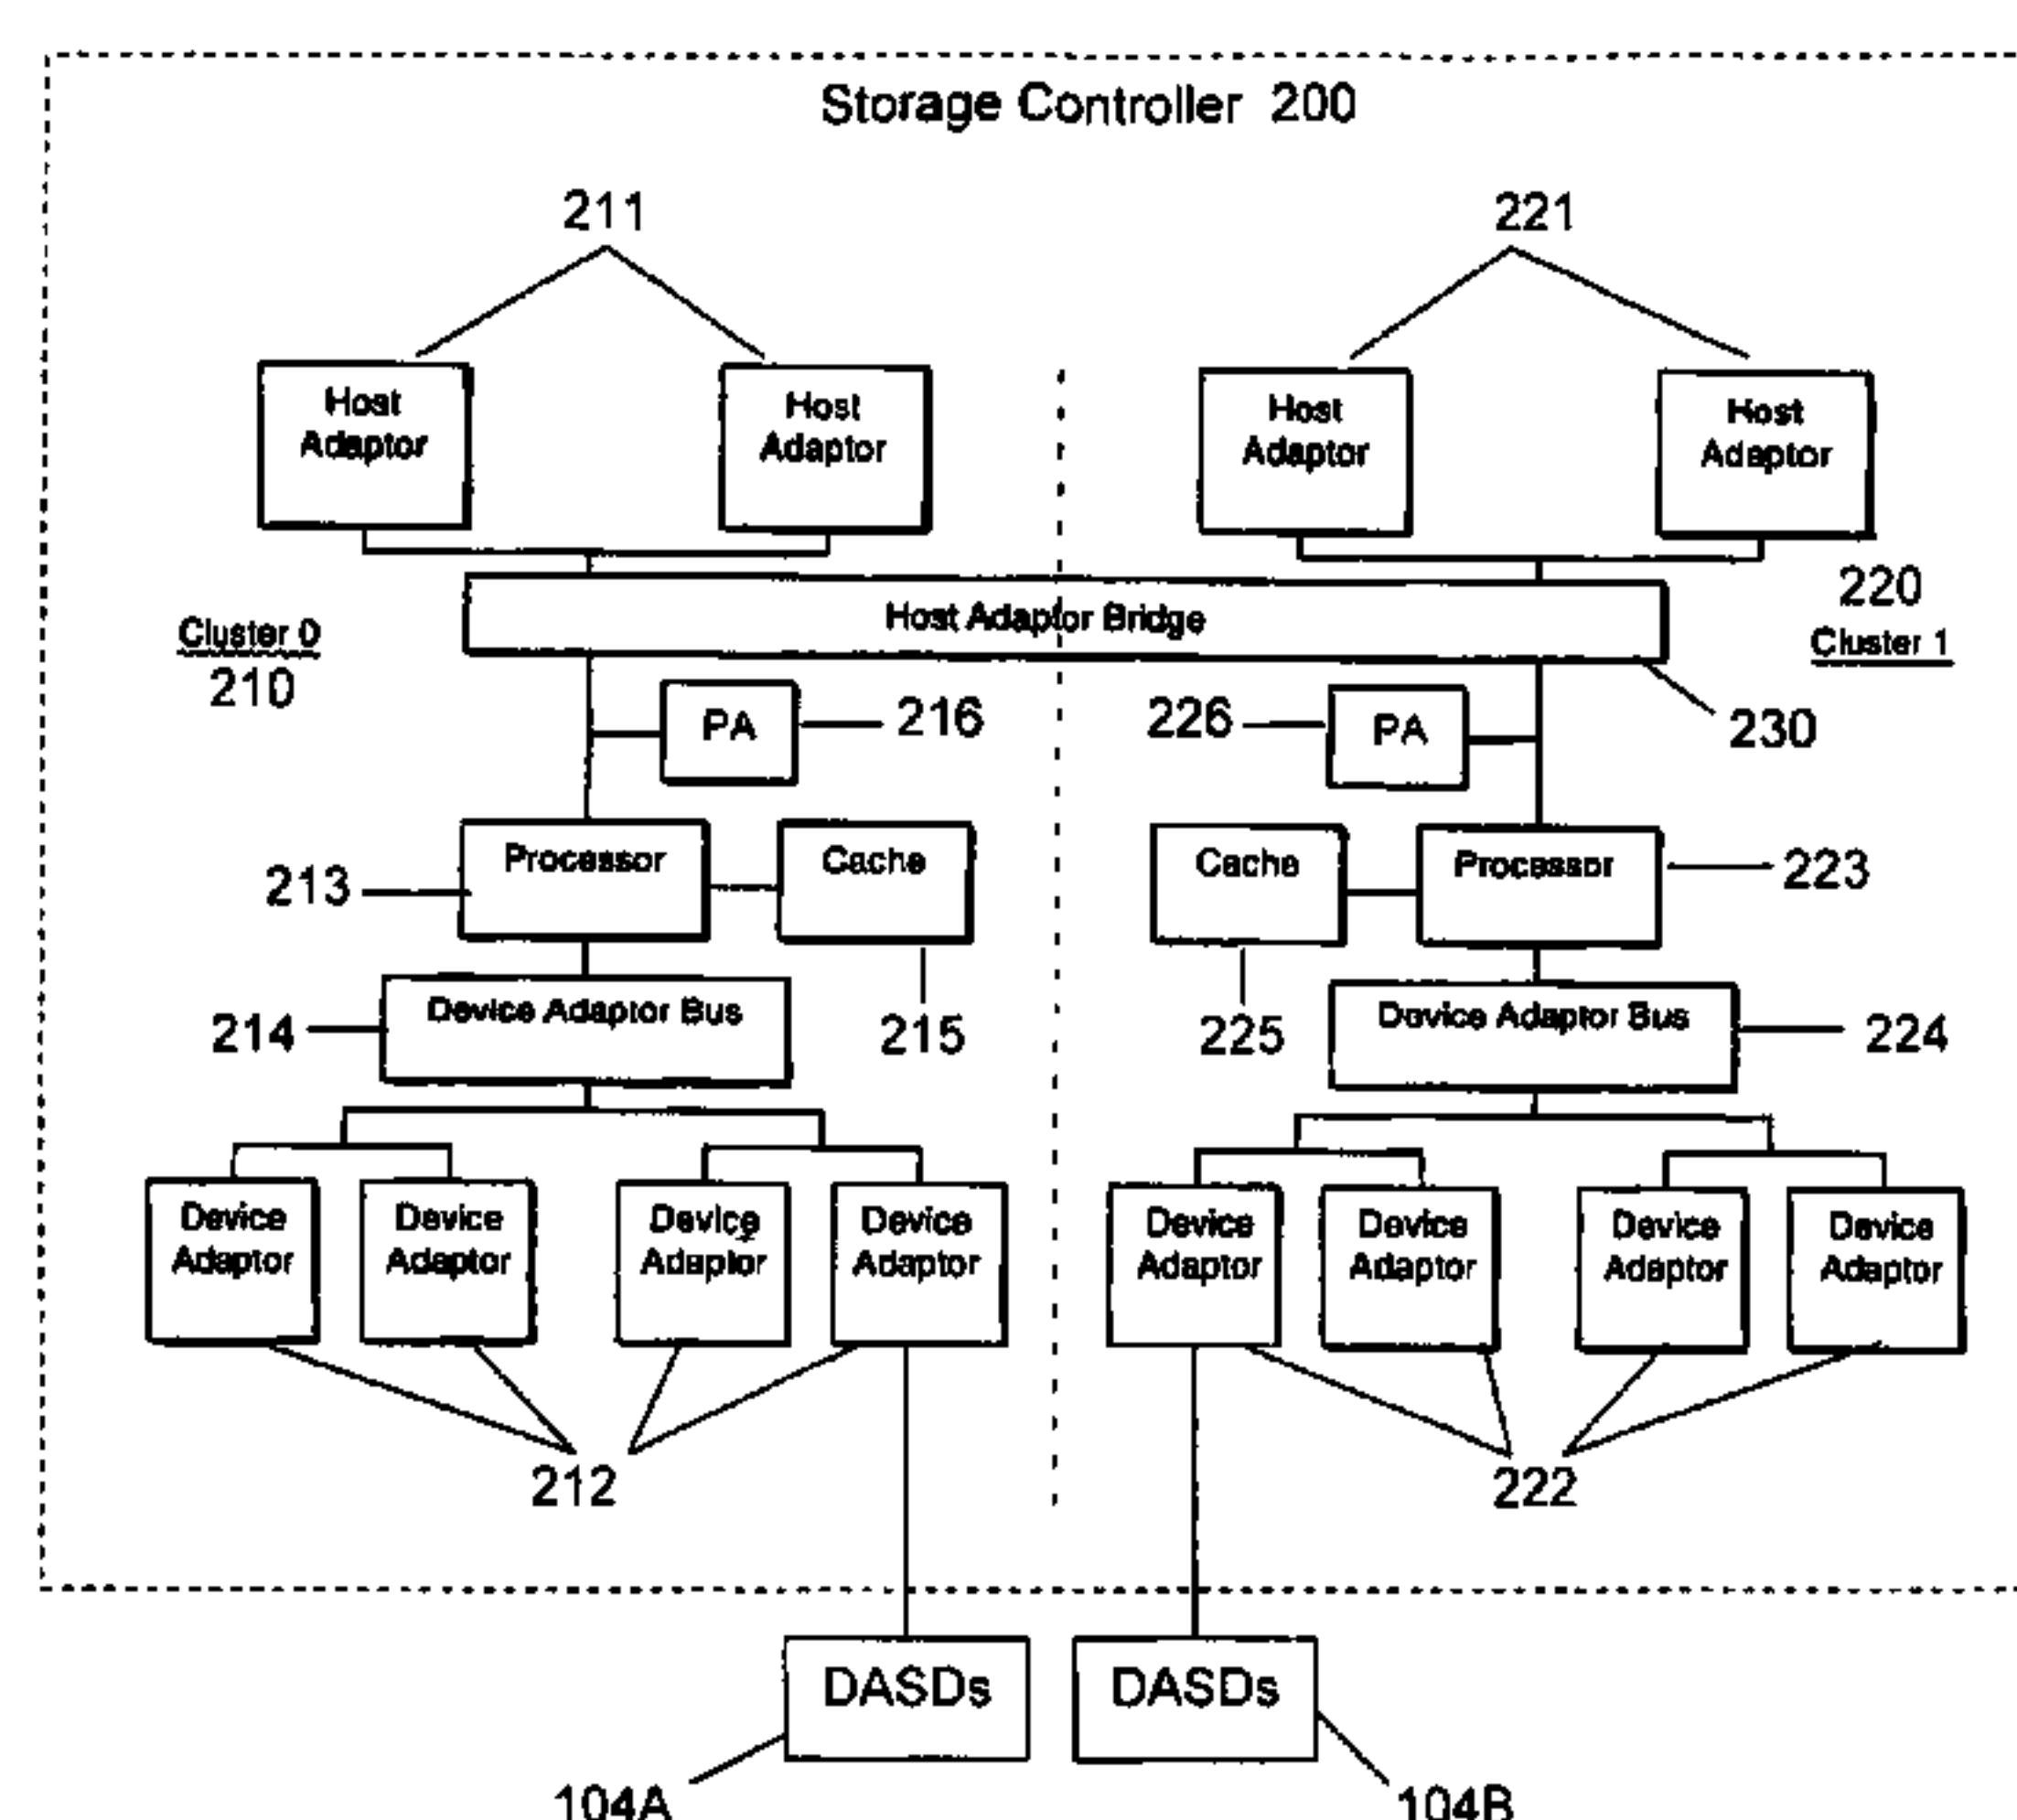 Storage Controller 200
211
221
Host
Adaptor
Host
Adaptor
Host
Adaptor
Host
Adaptor
Host Adaptor Bridge
Cluster 0
210
220
Cluster 1
230
PA
216
226
PA
213
Processor
Cache
Cache
Processor
223
214
Device Adaptor Bus
215
225
Device Adaptor Bus
224
Device
Adaptor
Device
Adaptor
Device
Adaptor
Device
Adaptor
Device
Adaptor
Device
Adaptor
Device
Adaptor
Device
Adaptor
212
222
DASDs
DASDs
104A
104B